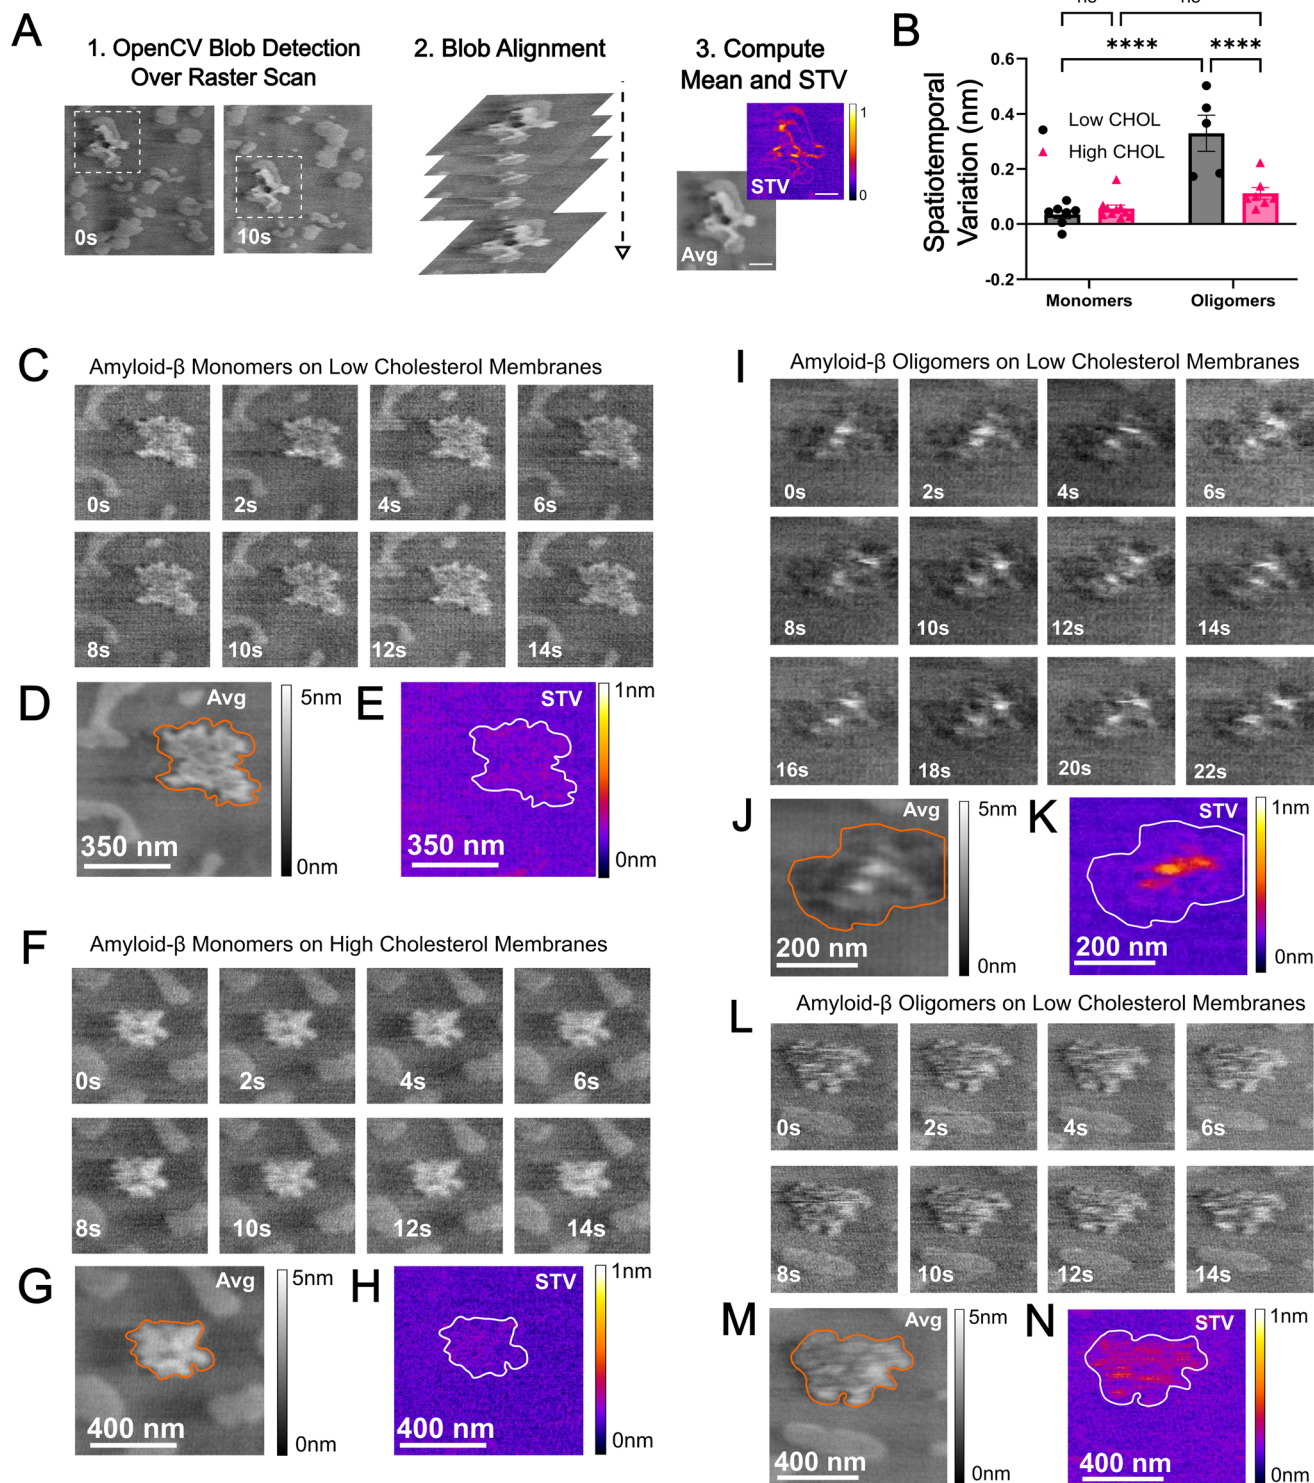 A
1. OpenCV Blob Detection
Over Raster Scan
0s
10s
2. Blob Alignment
3. Compute
Mean and STV
STV
1
0
Avg
B
ns
ns
****
****
Spatiotemporal
Variation (nm)
0.6
0.4
0.2
0.0
-0.2
Low CHOL
High CHOL
Monomers
Oligomers
C
Amyloid-β Monomers on Low Cholesterol Membranes
0s
2s
4s
6s
8s
10s
12s
14s
D
Avg
350 nm
5nm
0nm
E
STV
350 nm
1nm
0nm
F
Amyloid-β Monomers on High Cholesterol Membranes
0s
2s
4s
6s
8s
10s
12s
14s
G
Avg
400 nm
5nm
0nm
H
STV
400 nm
1nm
0nm
I
Amyloid-β Oligomers on Low Cholesterol Membranes
0s
2s
4s
6s
8s
10s
12s
14s
16s
18s
20s
22s
J
Avg
200 nm
5nm
0nm
K
STV
200 nm
1nm
0nm
L
Amyloid-β Oligomers on Low Cholesterol Membranes
0s
2s
4s
6s
8s
10s
12s
14s
M
Avg
400 nm
5nm
0nm
N
STV
400 nm
1nm
0nm